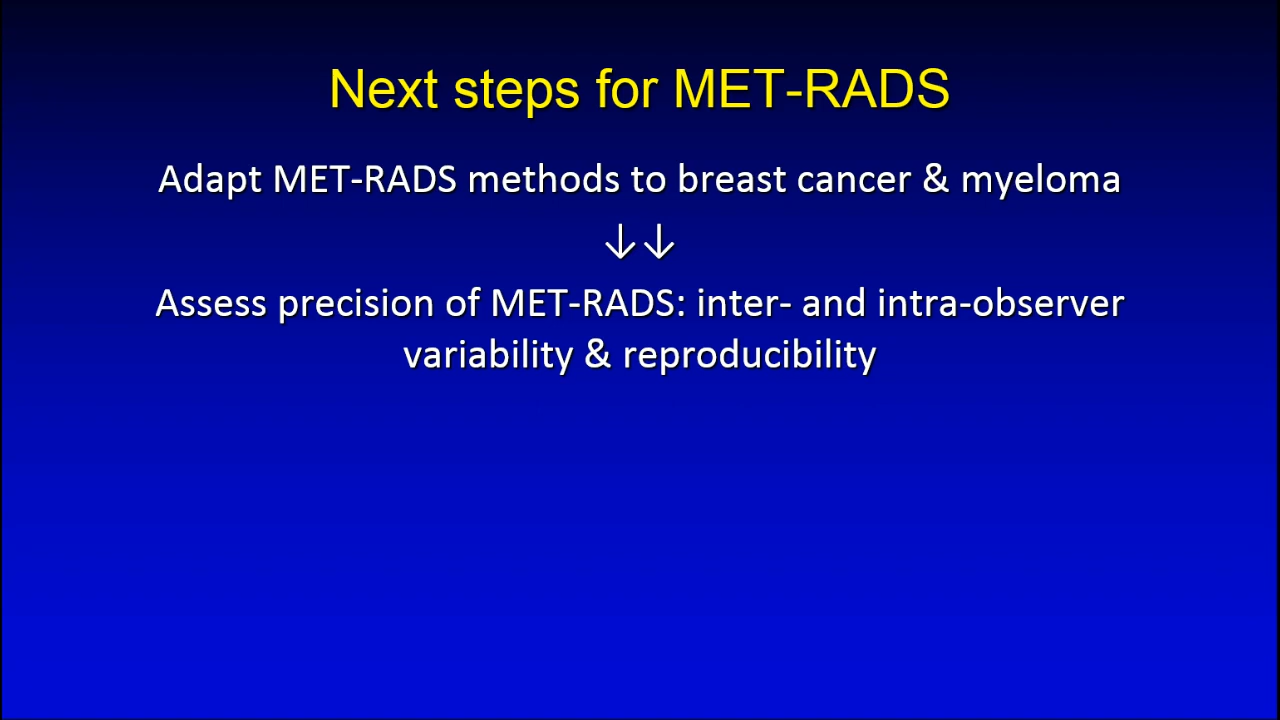 Next steps for MET-RADS
Adapt MET-RADS methods to breast cancer & myeloma
↓↓
Assess precision of MET-RADS: inter- and intra-observer
variability & reproducibility